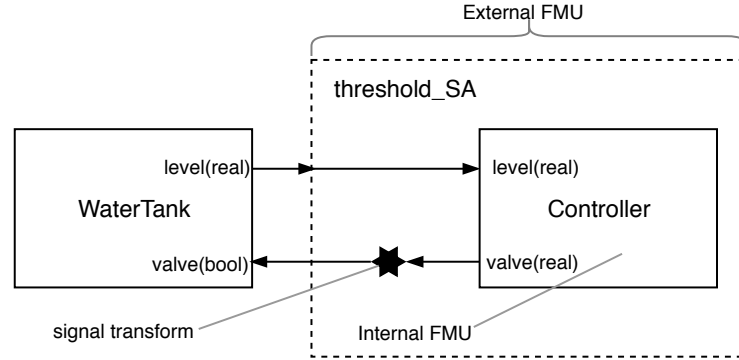 External FMU
threshold_SA
level(real)
level(real)
WaterTank
Controller
valve(bool)
valve(real)
signal transform
Internal FMU